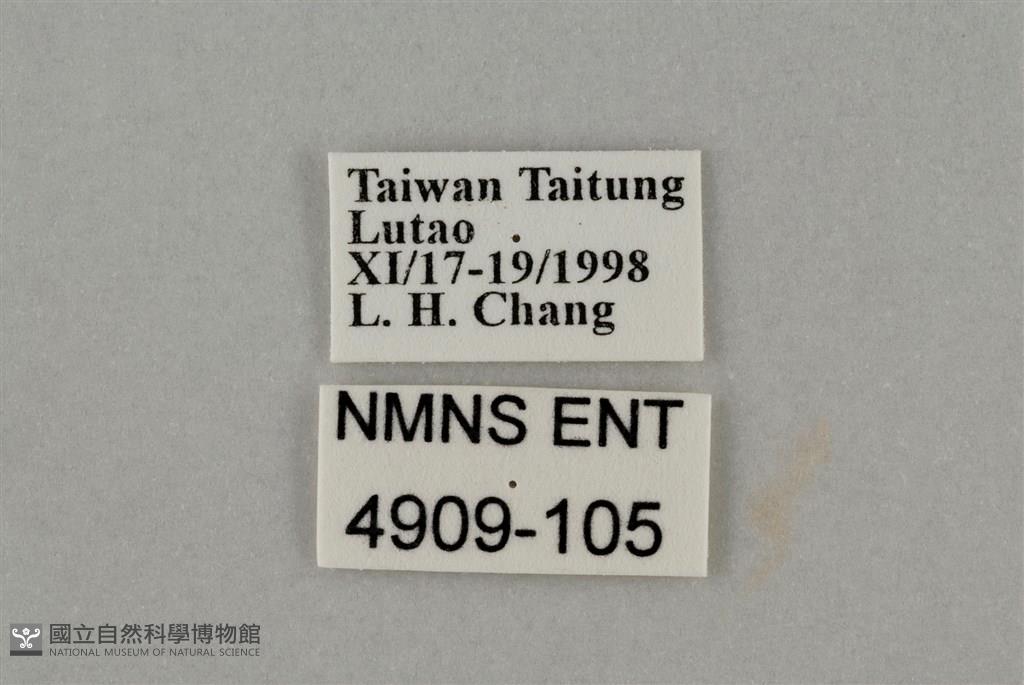 Taiwan Taitung
Lutao
XI/17-19/1998
L. H. Chang
NMNS ENT
4909-105
國立自然科學博物館
NATIONAL MUSEUM OF NATURAL SCIENCE